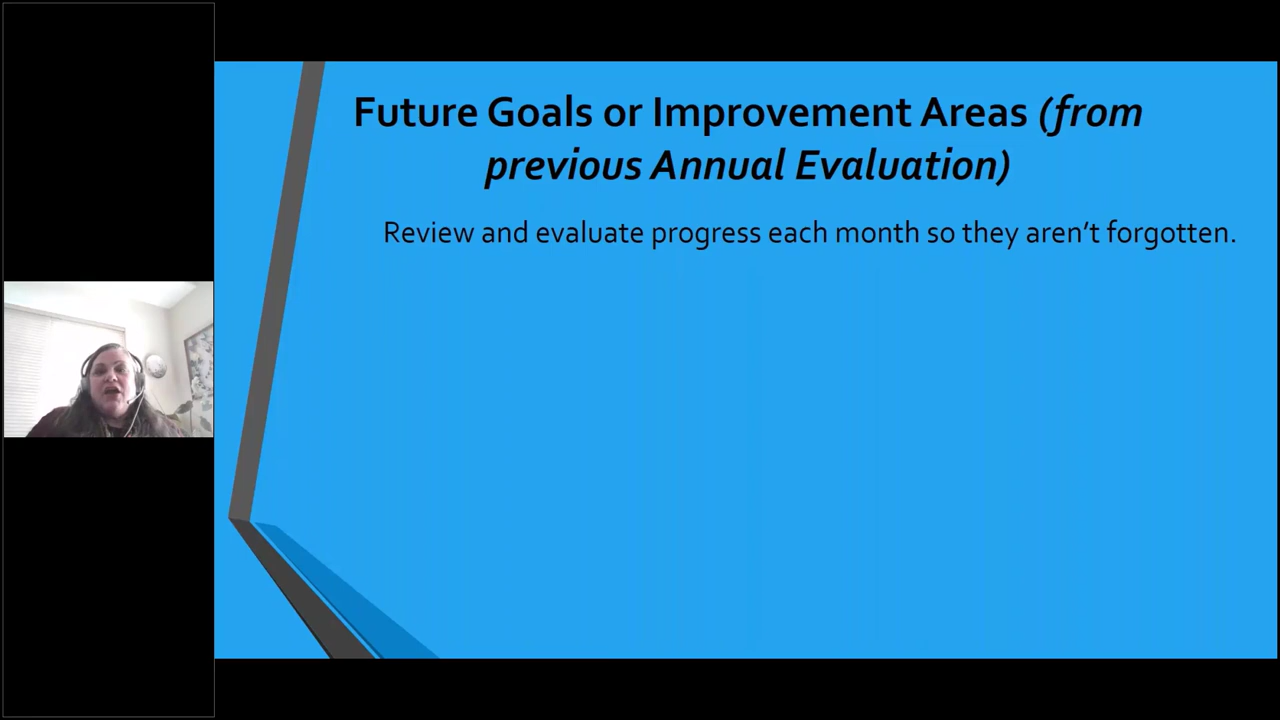 Future Goals or Improvement Areas (from
previous Annual Evaluation)
Review and evaluate progress each month so they aren’t forgotten.